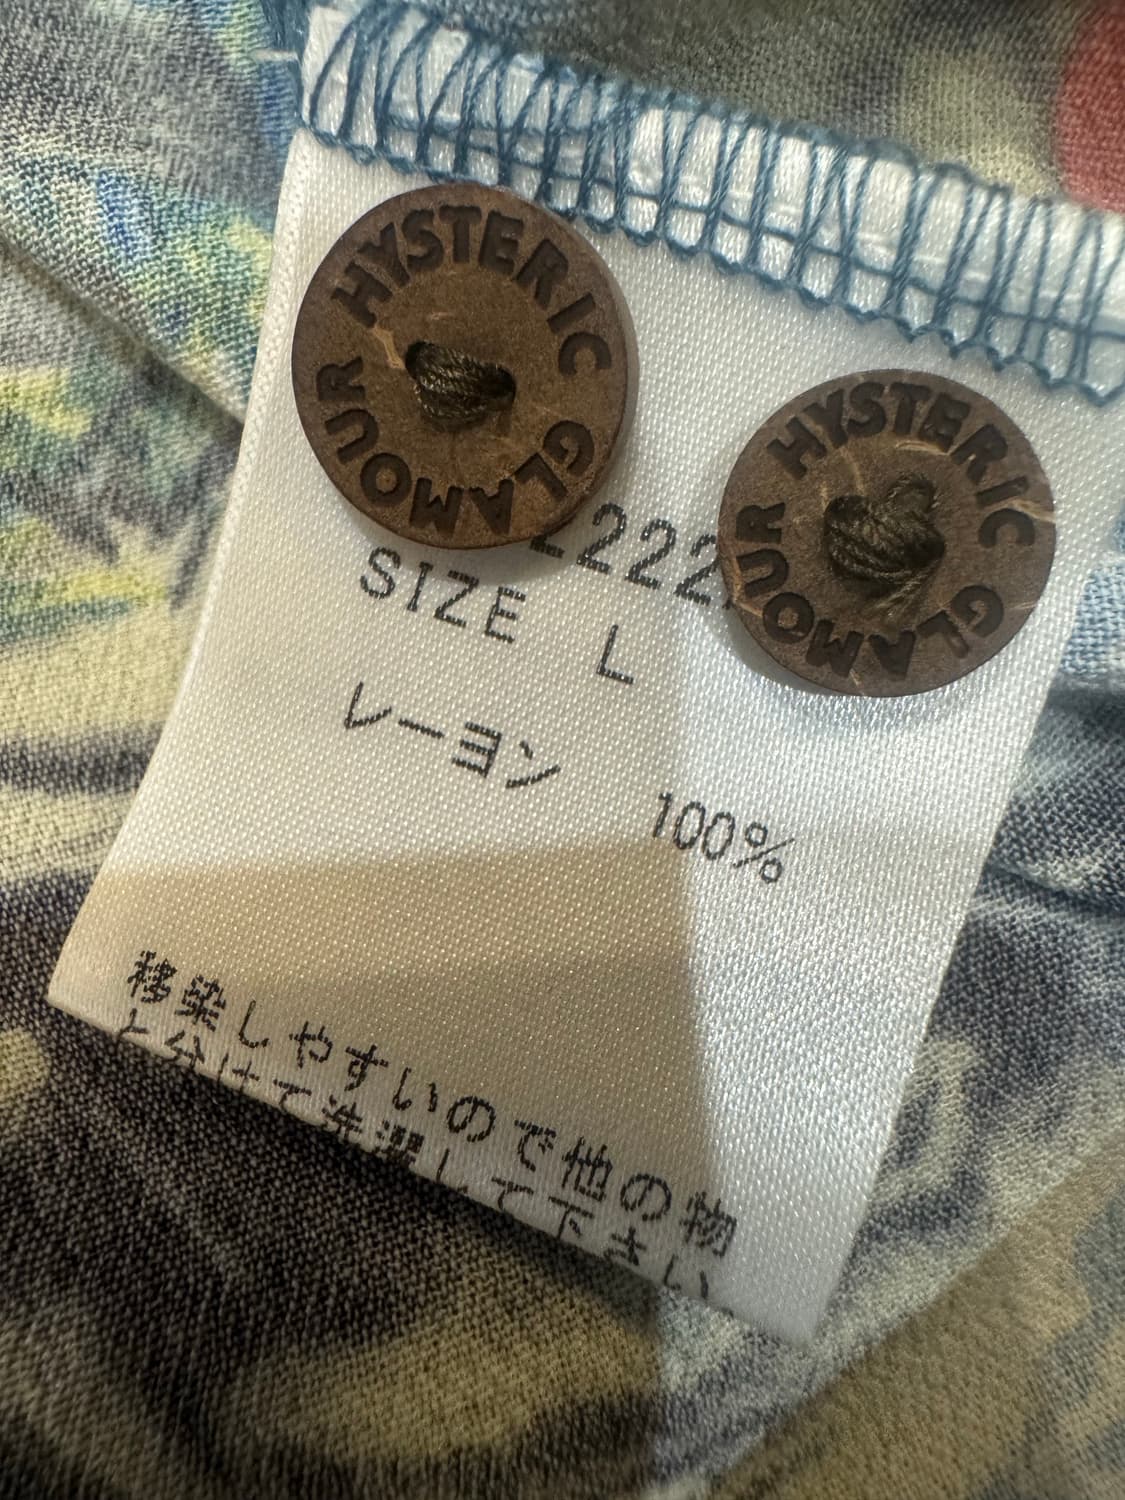 HYSTERIC GLAMOUR
HYSTERIC GLAMOUR
2222
SIZE L
レーヨン 100%
移染しやすいので他の物
と分けて洗濯して下さい。